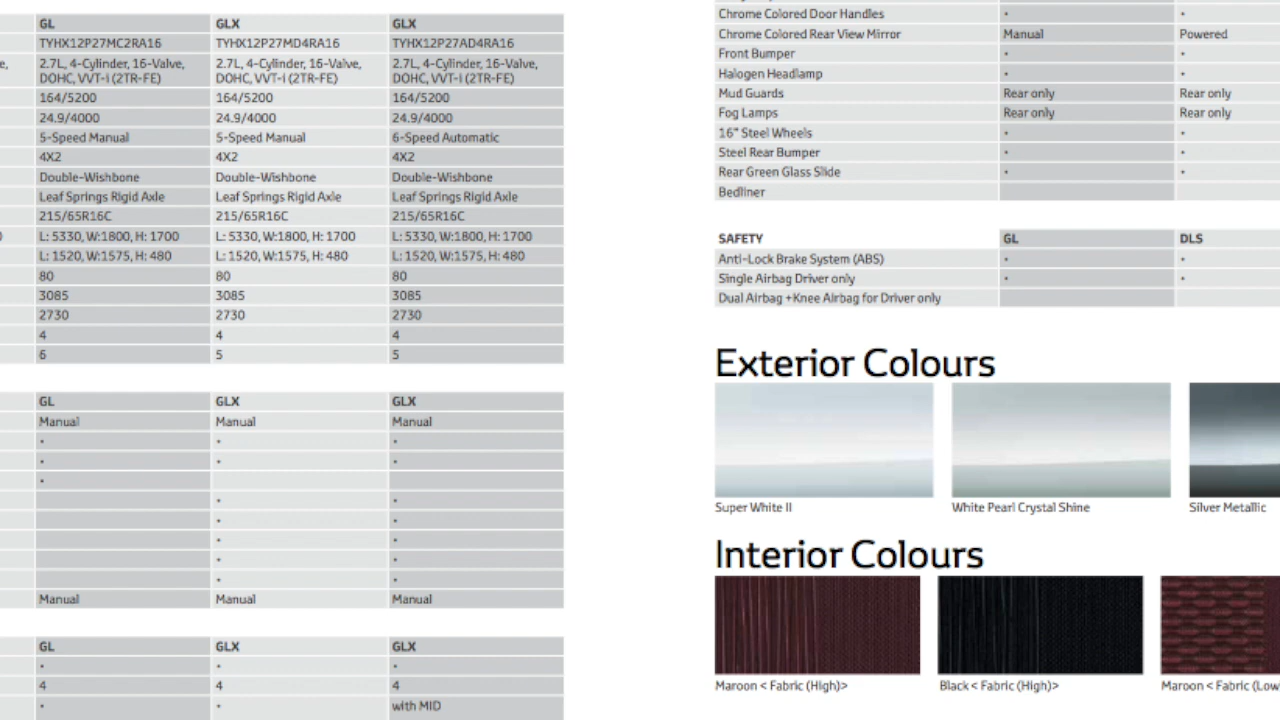 GL GLX GLX
TYHX12P27MC2RA16 TYHX12P27MD4RA16 TYHX12P27AD4RA16
2.7L, 4-Cylinder, 16-Valve, 2.7L, 4-Cylinder, 16-Valve, 2.7L, 4-Cylinder, 16-Valve,
DOHC, VVT-i (2TR-FE) DOHC, VVT-i (2TR-FE) DOHC, VVT-i (2TR-FE)
164/5200 164/5200 164/5200
24.9/4000 24.9/4000 24.9/4000
5-Speed Manual 5-Speed Manual 6-Speed Automatic
4X2 4X2 4X2
Double-Wishbone Double-Wishbone Double-Wishbone
Leaf Springs Rigid Axle Leaf Springs Rigid Axle Leaf Springs Rigid Axle
215/65R16C 215/65R16C 215/65R16C
L: 5330, W:1800, H: 1700 L: 5330, W:1800, H: 1700 L: 5330, W:1800, H: 1700
L: 1520, W:1575, H: 480 L: 1520, W:1575, H: 480 L: 1520, W:1575, H: 480
80 80 80
3085 3085 3085
2730 2730 2730
4 4 4
6 5 5
GL GLX GLX
Manual Manual Manual
• • •
• • •
•
• •
• •
• •
• •
• •
Manual Manual Manual
GL GLX GLX
• • •
4 4 4
• • with MID
Chrome Colored Door Handles • •
Chrome Colored Rear View Mirror Manual Powered
Front Bumper • •
Halogen Headlamp • •
Mud Guards Rear only Rear only
Fog Lamps Rear only Rear only
16" Steel Wheels • •
Steel Rear Bumper • •
Rear Green Glass Slide • •
Bedliner
SAFETY GL DLS
Anti-Lock Brake System (ABS) • •
Single Airbag Driver only • •
Dual Airbag +Knee Airbag for Driver only
Exterior Colours
Super White II White Pearl Crystal Shine Silver Metallic
Interior Colours
Maroon < Fabric (High)> Black < Fabric (High)> Maroon < Fabric (Low